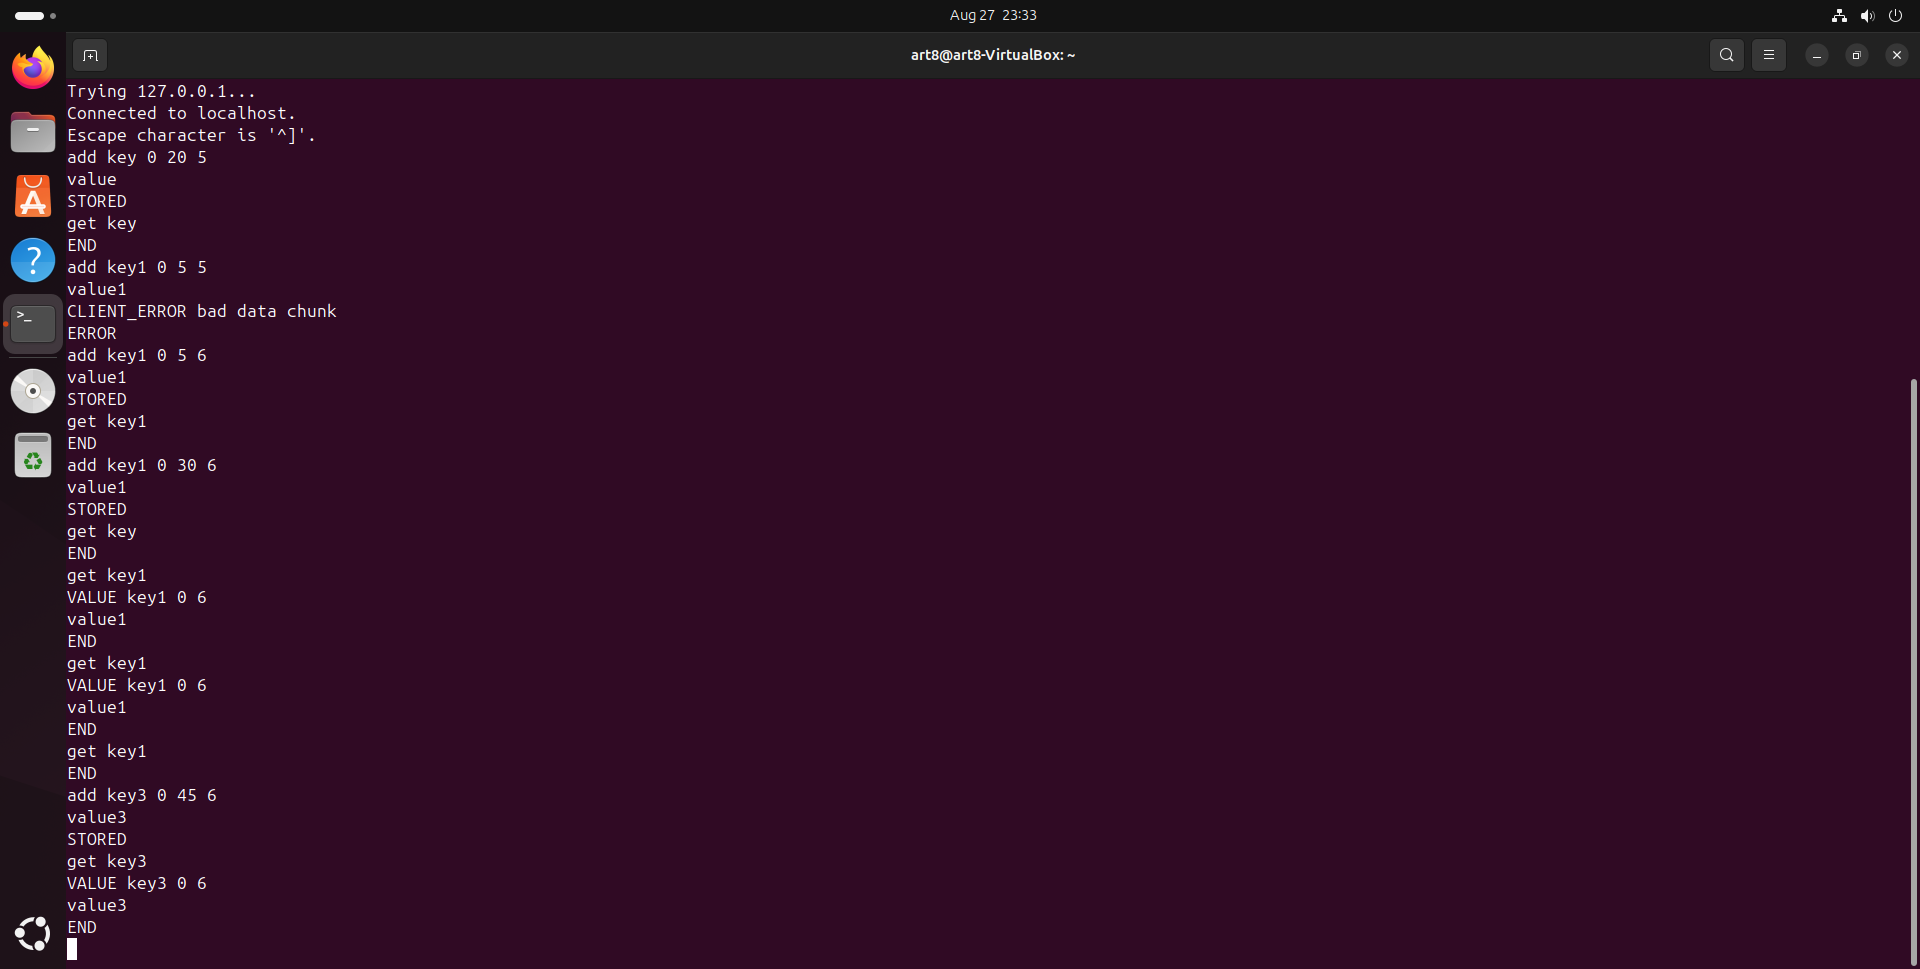 Aug 27 23:33
art8@art8-VirtualBox: ~
Trying 127.0.0.1...
Connected to localhost.
Escape character is '^]'.
add key 0 20 5
value
STORED
get key
END
add key1 0 5 5
value1
CLIENT_ERROR bad data chunk
ERROR
add key1 0 5 6
value1
STORED
get key1
END
add key1 0 30 6
value1
STORED
get key
END
get key1
VALUE key1 0 6
value1
END
get key1
VALUE key1 0 6
value1
END
get key1
END
add key3 0 45 6
value3
STORED
get key3
VALUE key3 0 6
value3
END